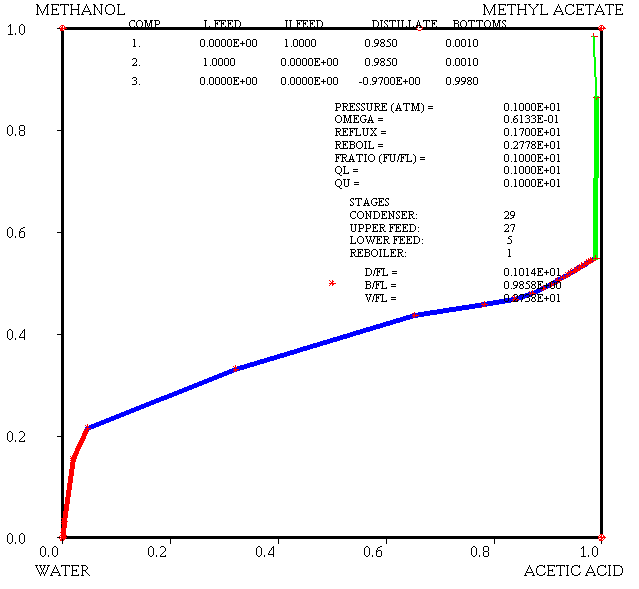 METHANOL METHYL ACETATE
COMP L FEED U FEED DISTILLATE BOTTOMS
1.0
1. 0.0000E+00 1.0000 0.9850 0.0010
2. 1.0000 0.0000E+00 0.9850 0.0010
3. 0.0000E+00 0.0000E+00 -0.9700E+00 0.9980
PRESSURE (ATM) = 0.1000E+01
OMEGA = 0.6133E-01
0.8
REFLUX = 0.1700E+01
REBOIL = 0.2778E+01
FRATIO (FU/FL) = 0.1000E+01
QL = 0.1000E+01
QU = 0.1000E+01
STAGES
CONDENSER: 29
UPPER FEED: 27
0.6
LOWER FEED: 5
REBOILER: 1
D/FL = 0.1014E+01
B/FL = 0.9858E+00
V/FL =
0.4
0.2
0.0
0.0 0.2 0.4 0.6 0.8 1.0
WATER ACETIC ACID